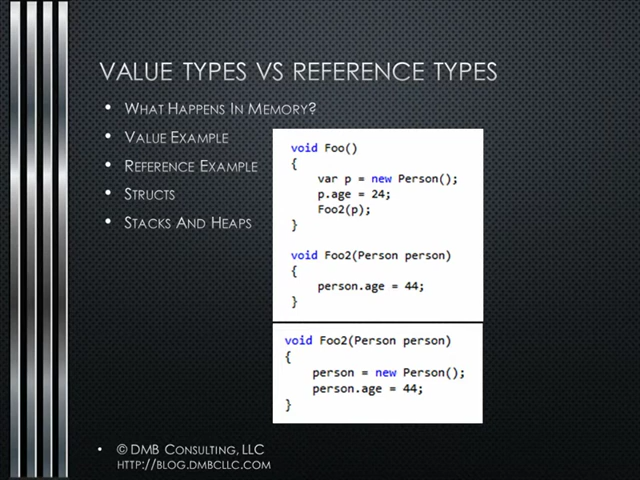 VALUE TYPES VS REFERENCE TYPES
• WHAT HAPPENS IN MEMORY?
• VALUE EXAMPLE
• REFERENCE EXAMPLE
• STRUCTS
• STACKS AND HEAPS
void Foo()
{
var p = new Person();
p.age = 24;
Foo2(p);
}
void Foo2(Person person)
{
person.age = 44;
}
void Foo2(Person person)
{
person = new Person();
person.age = 44;
}
• © DMB CONSULTING, LLC
HTTP://BLOG.DMBCLLC.COM